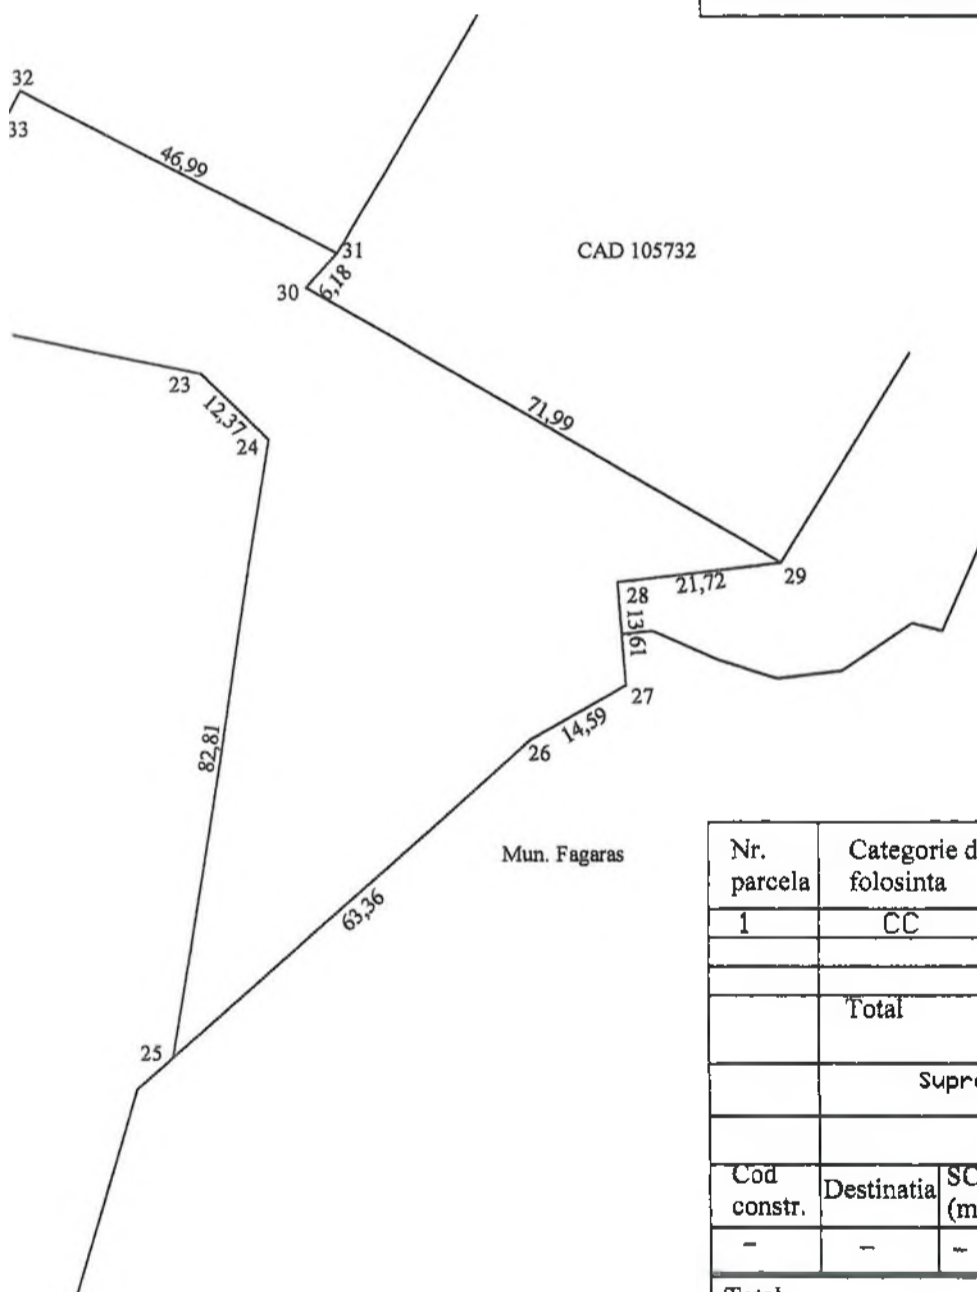 32
33
46,99
31
CAD 105732
30
6,18
23
12,37
24
71,99
29
21,72
28
13,61
27
14,59
26
82,81
Mun. Fagaras
63,36
25
Nr. parcela
Categorie d
folosinta
1 CC
Total
Supr
Cod constr.
Destinatia
SC
(m
- - -
Total